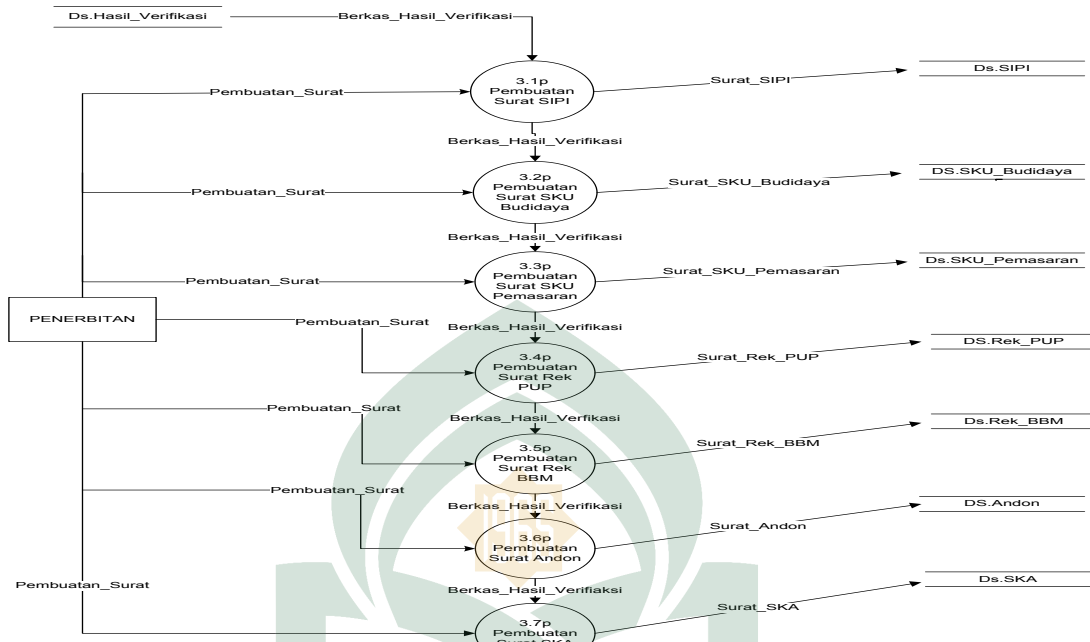 Ds.Hasil_Verifikasi
Berkas_Hasil_Verifikasi
3.1p
Pembuatan
Surat SIPI
Pembuatan_Surat
Surat_SIPI
Ds.SIPI
Berkas_Hasil_Verifikasi
3.2p
Pembuatan
Surat SKU
Budidaya
Pembuatan_Surat
Surat_SKU_Budidaya
DS.SKU_Budidaya
Berkas_Hasil_Verifikasi
3.3p
Pembuatan
Surat SKU
Pemasaran
Pembuatan_Surat
Surat_SKU_Pemasaran
Ds.SKU_Pemasaran
PENERBITAN
Pembuatan_Surat
Berkas_Hasil_Verifikasi
3.4p
Pembuatan
Surat Rek
PUP
Surat_Rek_PUP
DS.Rek_PUP
Pembuatan_Surat
Berkas_Hasil_Verfikasi
3.5p
Pembuatan
Surat Rek
BBM
Surat_Rek_BBM
Ds.Rek_BBM
Pembuatan_Surat
Berkas_Hasil_Verifikasi
1965
3.6p
Pembuatan
Surat Andon
Surat_Andon
DS.Andon
Pembuatan_Surat
Berkas_Hasil_Verifiaksi
3.7p
Pembuatan
Surat SKA
Surat_SKA
Ds.SKA